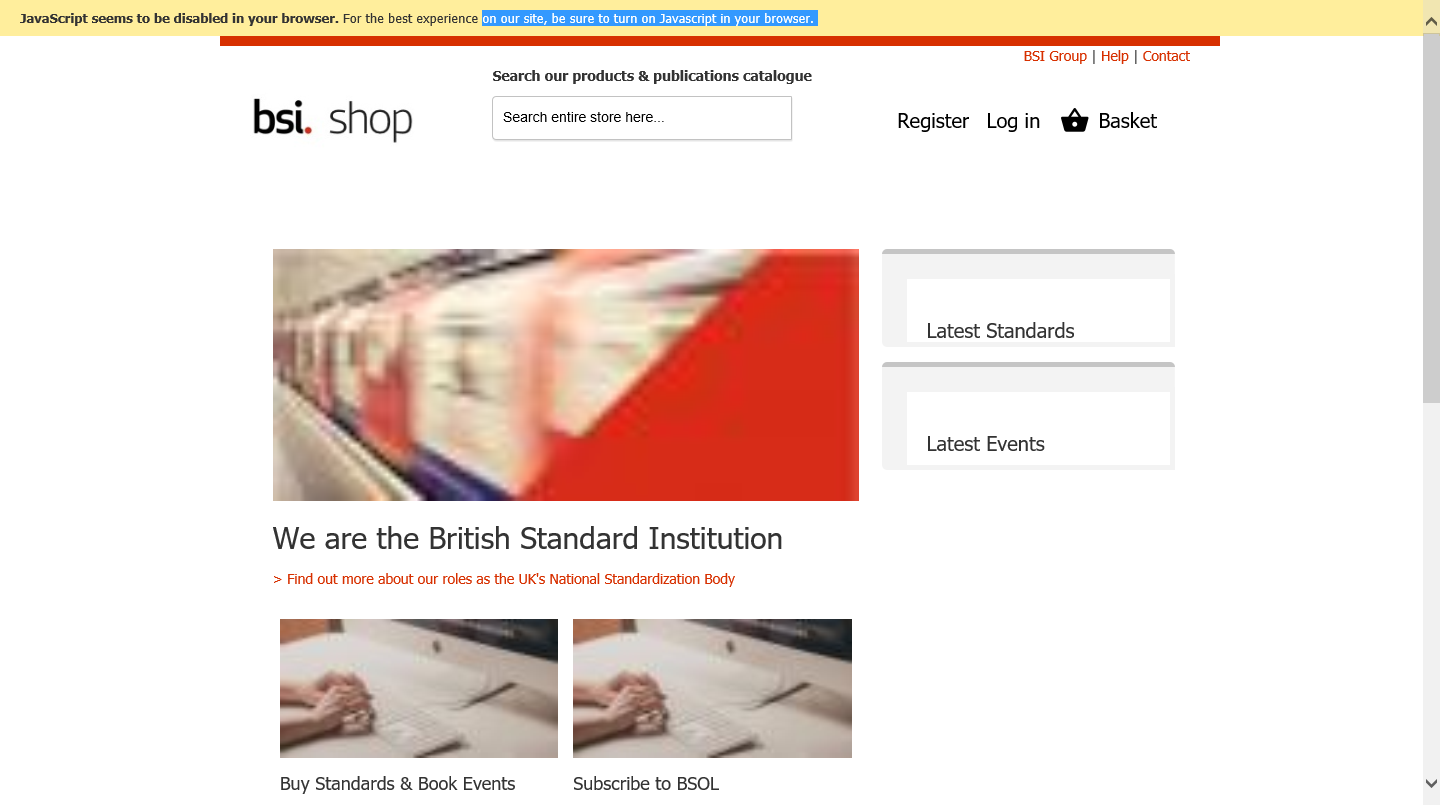 JavaScript seems to be disabled in your browser. For the best experience on our site, be sure to turn on Javascript in your browser.
BSI Group | Help | Contact
Search our products & publications catalogue
bsi. shop
Search entire store here...
Register Log in Basket
Latest Standards
Latest Events
We are the British Standard Institution
> Find out more about our roles as the UK's National Standardization Body
Buy Standards & Book Events
Subscribe to BSOL